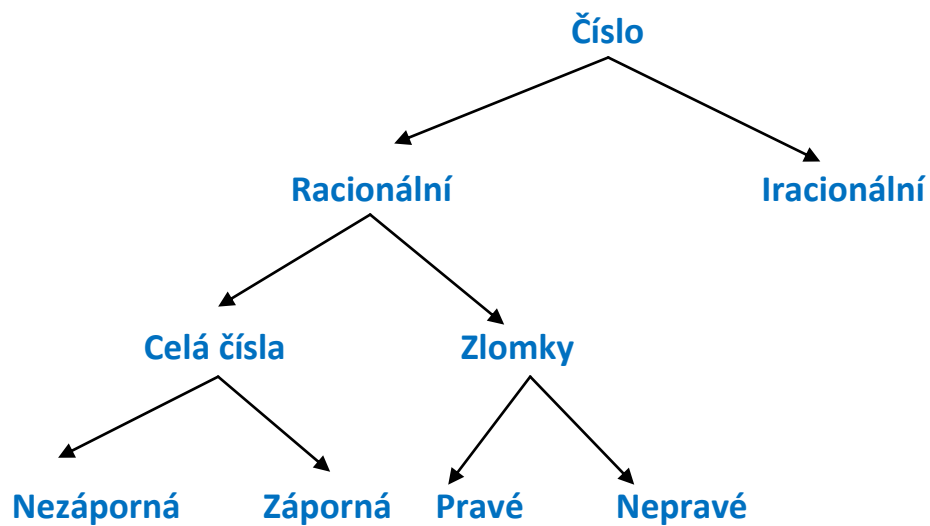 Číslo
Racionální
Iracionální
Celá čísla
Zlomky
Nezáporná
Záporná
Pravé
Nepravé